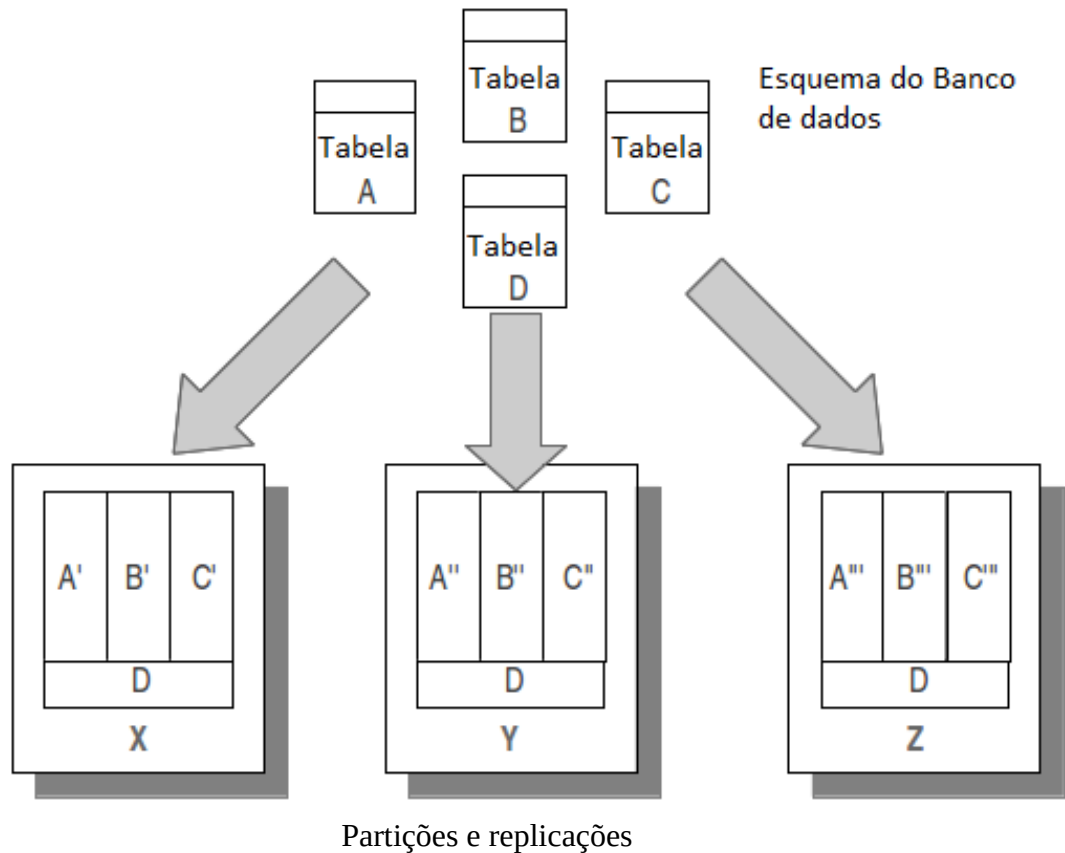 Tabela
B
Esquema do Banco
de dados
Tabela
A
Tabela
C
Tabela
D
A' B' C'
D
X
A'' B'' C''
D
Y
A''' B''' C'''
D
Z
Partições e replicações